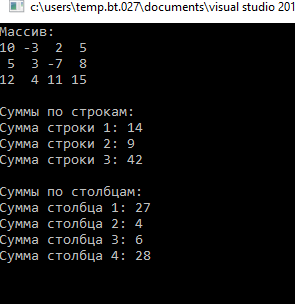 c:\users\temp.bt.027\documents\visual studio 201
Массив:
10 -3  2  5
 5  3 -7  8
12  4 11 15
Суммы по строкам:
Сумма строки 1: 14
Сумма строки 2: 9
Сумма строки 3: 42
Суммы по столбцам:
Сумма столбца 1: 27
Сумма столбца 2: 4
Сумма столбца 3: 6
Сумма столбца 4: 28